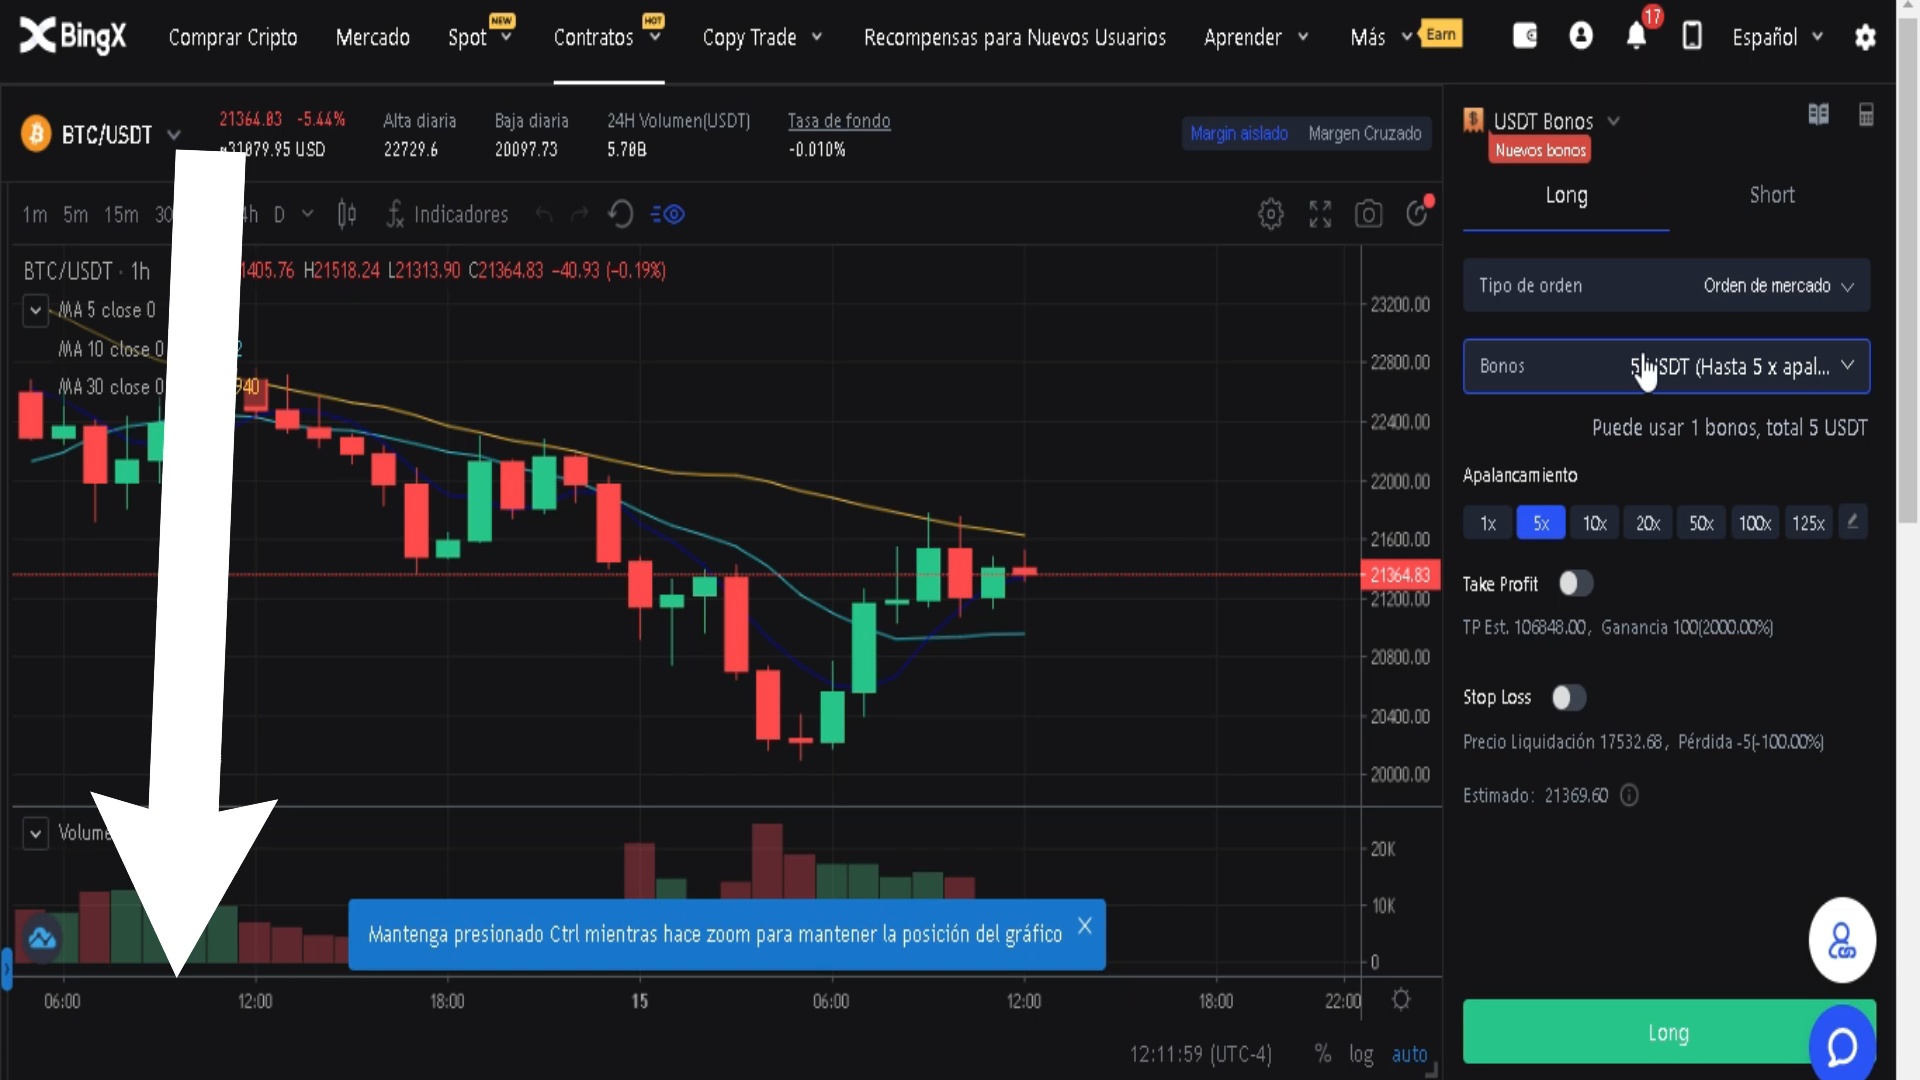 BingX
Comprar Cripto
Mercado
Spot
NEW
Contratos
HOT
Copy Trade
Recompensas para Nuevos Usuarios
Aprender
Más
Earn
17
Español
BTC/USDT
21364.83 -5.44%
Alta diaria
22729.6
Baja diaria
20097.73
24H Volumen(USDT)
5.70B
Tasa de fondo
-0.010%
Margin aislado
Margen Cruzado
USDT Bonos
Nuevos bonos
Long
Short
1m 5m 15m D
Indicadores
BTC/USDT · 1h
H21518.24 L21313.90 C21364.83 −40.93 (−0.19%)
MA 5 close 0
MA 10 close 0
MA 30 close 0
23200.00
22800.00
22400.00
22000.00
21600.00
21364.83
21200.00
20800.00
20400.00
20000.00
20K
10K
0
Mantenga presionado Ctrl mientras hace zoom para mantener la posición del gráfico
06:00 12:00 18:00 15 06:00 12:00 18:00 22:00
12:11:59 (UTC-4) % log auto
Tipo de orden
Orden de mercado
Bonos
(Hasta 5 x apal...
Puede usar 1 bonos, total 5 USDT
Apalancamiento
1x 5x 10x 20x 50x 100x 125x
Take Profit
TP Est. 106848.00, Ganancia 100(2000.00%)
Stop Loss
Precio Liquidación 17532.68, Pérdida -5(-100.00%)
Estimado: 21369.60
Long